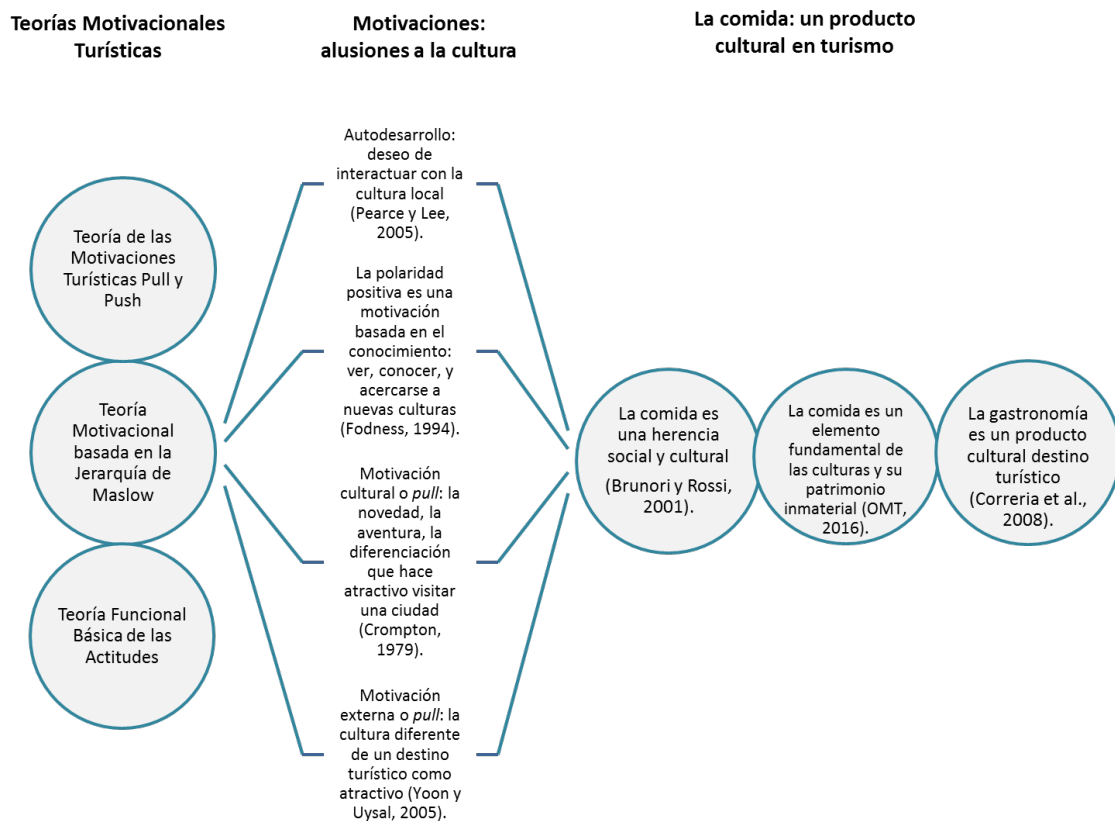 Teorías Motivacionales
Turísticas
Motivaciones:
alusiones a la cultura
La comida: un producto
cultural en turismo
Teoría de las
Motivaciones
Turísticas Pull y
Push
Teoría
Motivacional
basada en la
Jerarquía de
Maslow
Teoría Funcional
Básica de las
Actitudes
Autodesarrollo:
deseo de
interactuar con la
cultura local
(Pearce y Lee,
2005).
La polaridad
positiva es una
motivación
basada en el
conocimiento:
ver, conocer, y
acercarse a
nuevas culturas
(Fodness, 1994).
Motivación
cultural o pull: la
novedad, la
aventura, la
diferenciación
que hace
atractivo visitar
una ciudad
(Crompton,
1979).
Motivación
externa o pull: la
cultura diferente
de un destino
turístico como
atractivo (Yoon y
Uysal, 2005).
La comida es
una herencia
social y cultural
(Brunori y Rossi,
2001).
La comida es un
elemento
fundamental de
las culturas y su
patrimonio
inmaterial (OMT,
2016).
La gastronomía
es un producto
cultural destino
turístico
(Correria et al.,
2008).